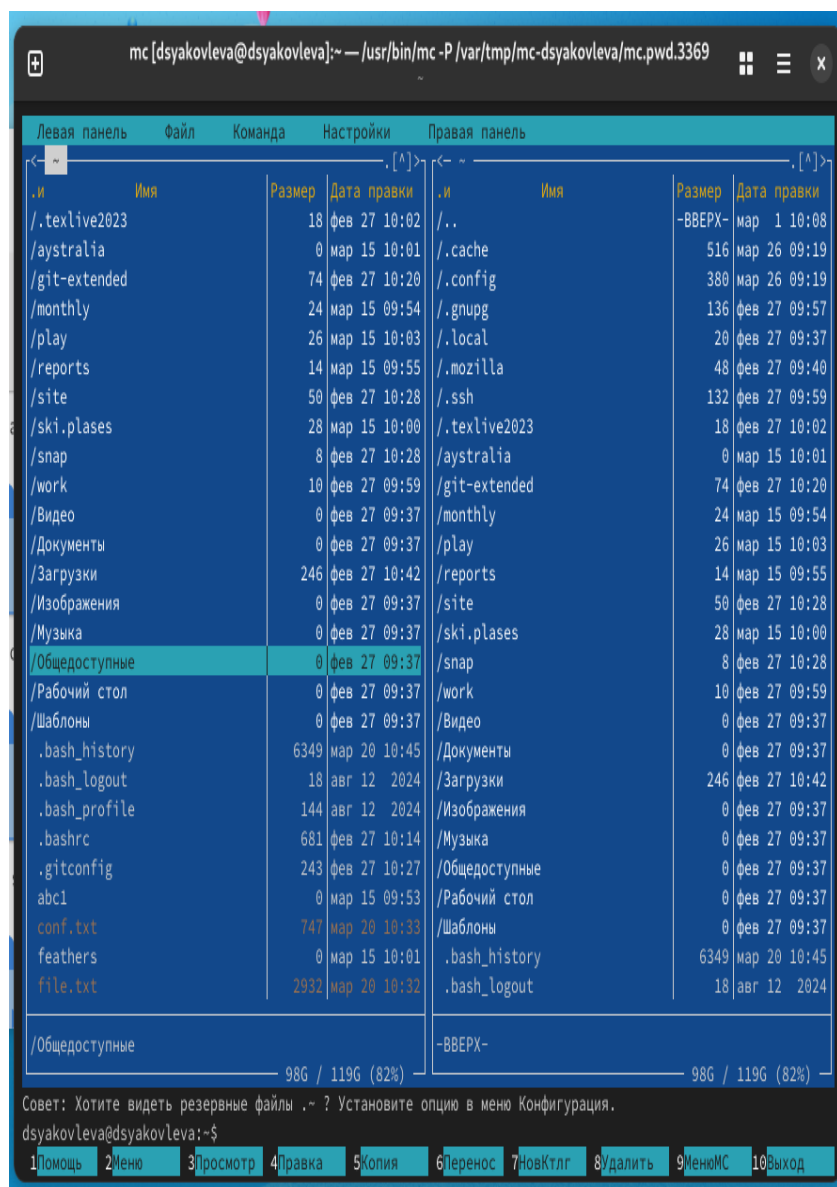 mc [dsyakovleva@dsyakovleva]:~ — /usr/bin/mc -P /var/tmp/mc-dsyakovleva/mc.pwd.3369
~
Левая панель Файл Команда Настройки Правая панель
<- ~ .[^]> <- ~ .[^]>
.и Имя Размер Дата правки .и Имя Размер Дата правки
/.texlive2023 18 фев 27 10:02 /.. -ВВЕРХ- мар 1 10:08
/aystralia 0 мар 15 10:01 /.cache 516 мар 26 09:19
/git-extended 74 фев 27 10:20 /.config 380 мар 26 09:19
/monthly 24 мар 15 09:54 /.gnupg 136 фев 27 09:57
/play 26 мар 15 10:03 /.local 20 фев 27 09:37
/reports 14 мар 15 09:55 /.mozilla 48 фев 27 09:40
/site 50 фев 27 10:28 /.ssh 132 фев 27 09:59
/ski.plases 28 мар 15 10:00 /.texlive2023 18 фев 27 10:02
/snap 8 фев 27 10:28 /aystralia 0 мар 15 10:01
/work 10 фев 27 09:59 /git-extended 74 фев 27 10:20
/Видео 0 фев 27 09:37 /monthly 24 мар 15 09:54
/Документы 0 фев 27 09:37 /play 26 мар 15 10:03
/Загрузки 246 фев 27 10:42 /reports 14 мар 15 09:55
/Изображения 0 фев 27 09:37 /site 50 фев 27 10:28
/Музыка 0 фев 27 09:37 /ski.plases 28 мар 15 10:00
/Общедоступные 0 фев 27 09:37 /snap 8 фев 27 10:28
/Рабочий стол 0 фев 27 09:37 /work 10 фев 27 09:59
/Шаблоны 0 фев 27 09:37 /Видео 0 фев 27 09:37
.bash_history 6349 мар 20 10:45 /Документы 0 фев 27 09:37
.bash_logout 18 авг 12 2024 /Загрузки 246 фев 27 10:42
.bash_profile 144 авг 12 2024 /Изображения 0 фев 27 09:37
.bashrc 681 фев 27 10:14 /Музыка 0 фев 27 09:37
.gitconfig 243 фев 27 10:27 /Общедоступные 0 фев 27 09:37
abc1 0 мар 15 09:53 /Рабочий стол 0 фев 27 09:37
conf.txt 747 мар 20 10:33 /Шаблоны 0 фев 27 09:37
feathers 0 мар 15 10:01 .bash_history 6349 мар 20 10:45
file.txt 2932 мар 20 10:32 .bash_logout 18 авг 12 2024
/Общедоступные -ВВЕРХ-
98G / 119G (82%) 98G / 119G (82%)
Совет: Хотите видеть резервные файлы .~ ? Установите опцию в меню Конфигурация.
dsyakovleva@dsyakovleva:~$
1Помощь 2Меню 3Просмотр 4Правка 5Копия 6Перенос 7НовКтлг 8Удалить 9МенюМС 10Выход